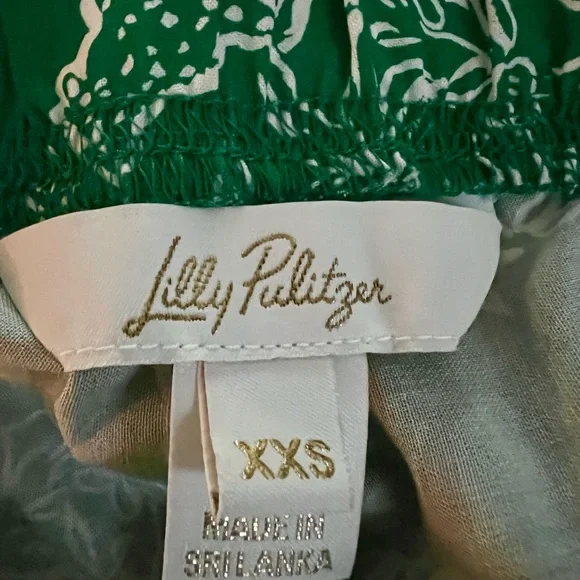 Lilly Pulitzer
XXS
MADE IN
SRI LANKA